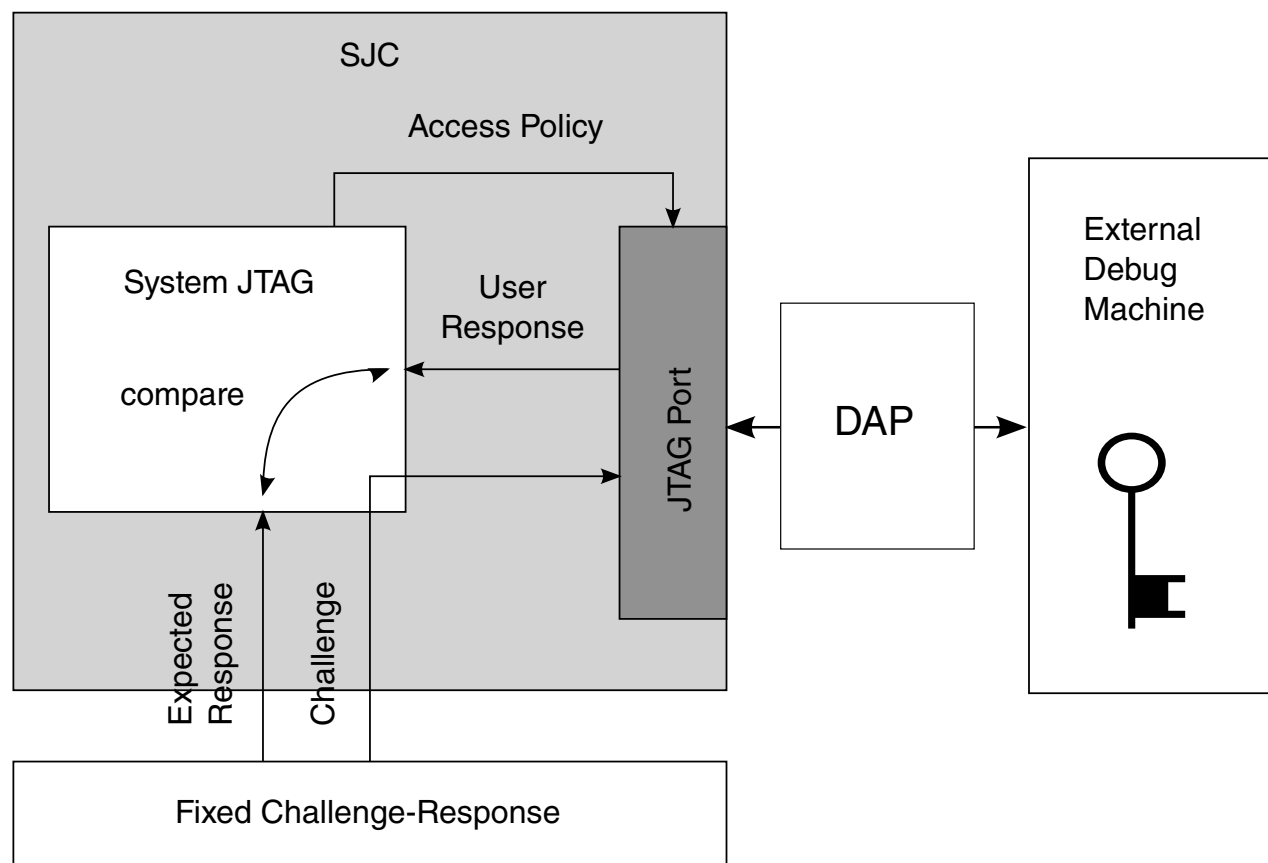 SJC
Access Policy
System JTAG
compare
User
Response
JTAG Port
DAP
External
Debug
Machine
Expected
Response
Challenge
Fixed Challenge-Response